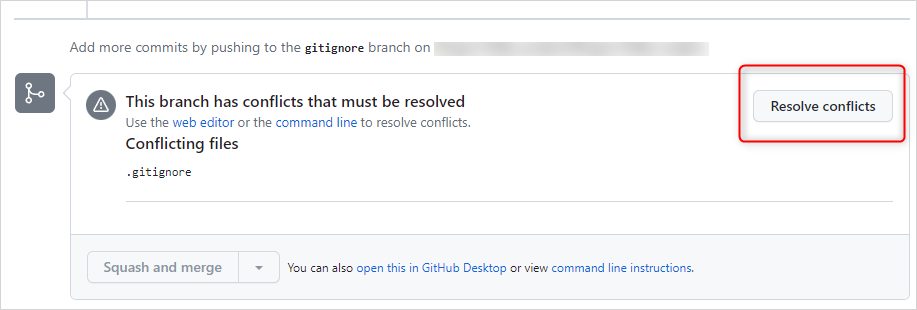 Add more commits by pushing to the gitignore branch on
This branch has conflicts that must be resolved
Resolve conflicts
Use the web editor or the command line to resolve conflicts.
Conflicting files
.gitignore
Squash and merge
You can also open this in GitHub Desktop or view command line instructions.